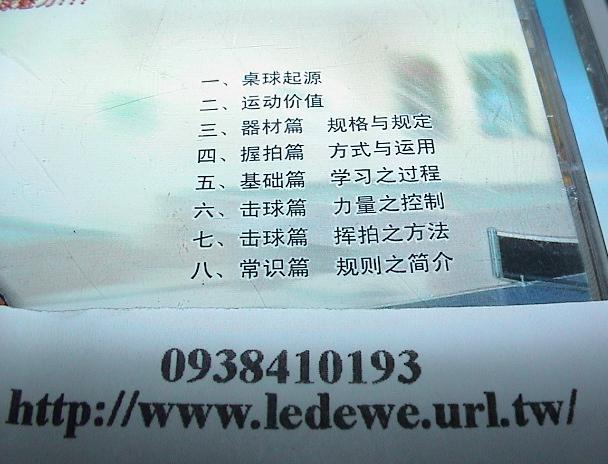 一、桌球起源
二、运动价值
三、器材篇 规格与规定
四、握拍篇 方式与运用
五、基础篇 学习之过程
六、击球篇 力量之控制
七、击球篇 挥拍之方法
八、常识篇 规则之简介
0938410193
http://www.ledewe.url.tw/